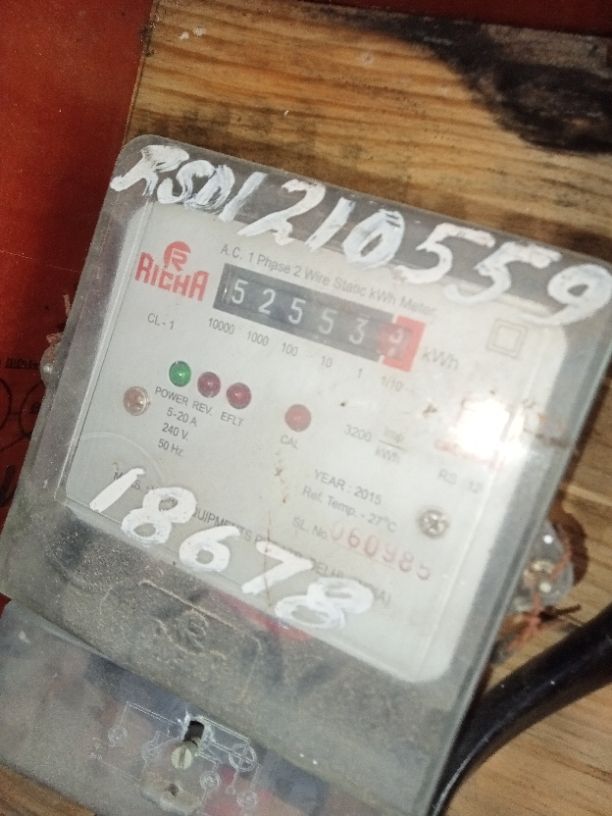 RSD1210559
A.C. 1 Phase 2 Wire Static kWh Meter
RICHA
5 2 5 5 3
kWh
CL - 1
10000 1000 100 10 1 1/10
POWER REV. EFLT
5-20 A
240 V.
50 Hz.
CAL
3200 Imp/kWh
YEAR : 2015
Ref. Temp. - 27°C
SL. No. 060985
18678